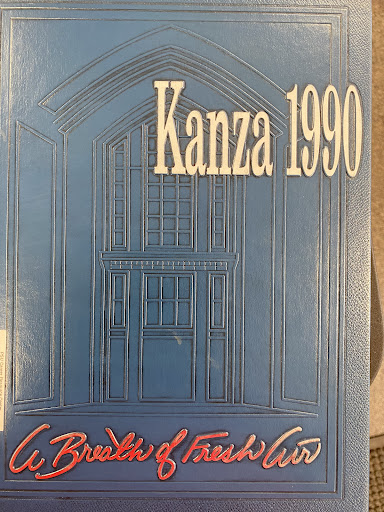 Kanza 1990
A Breath of Fresh Air